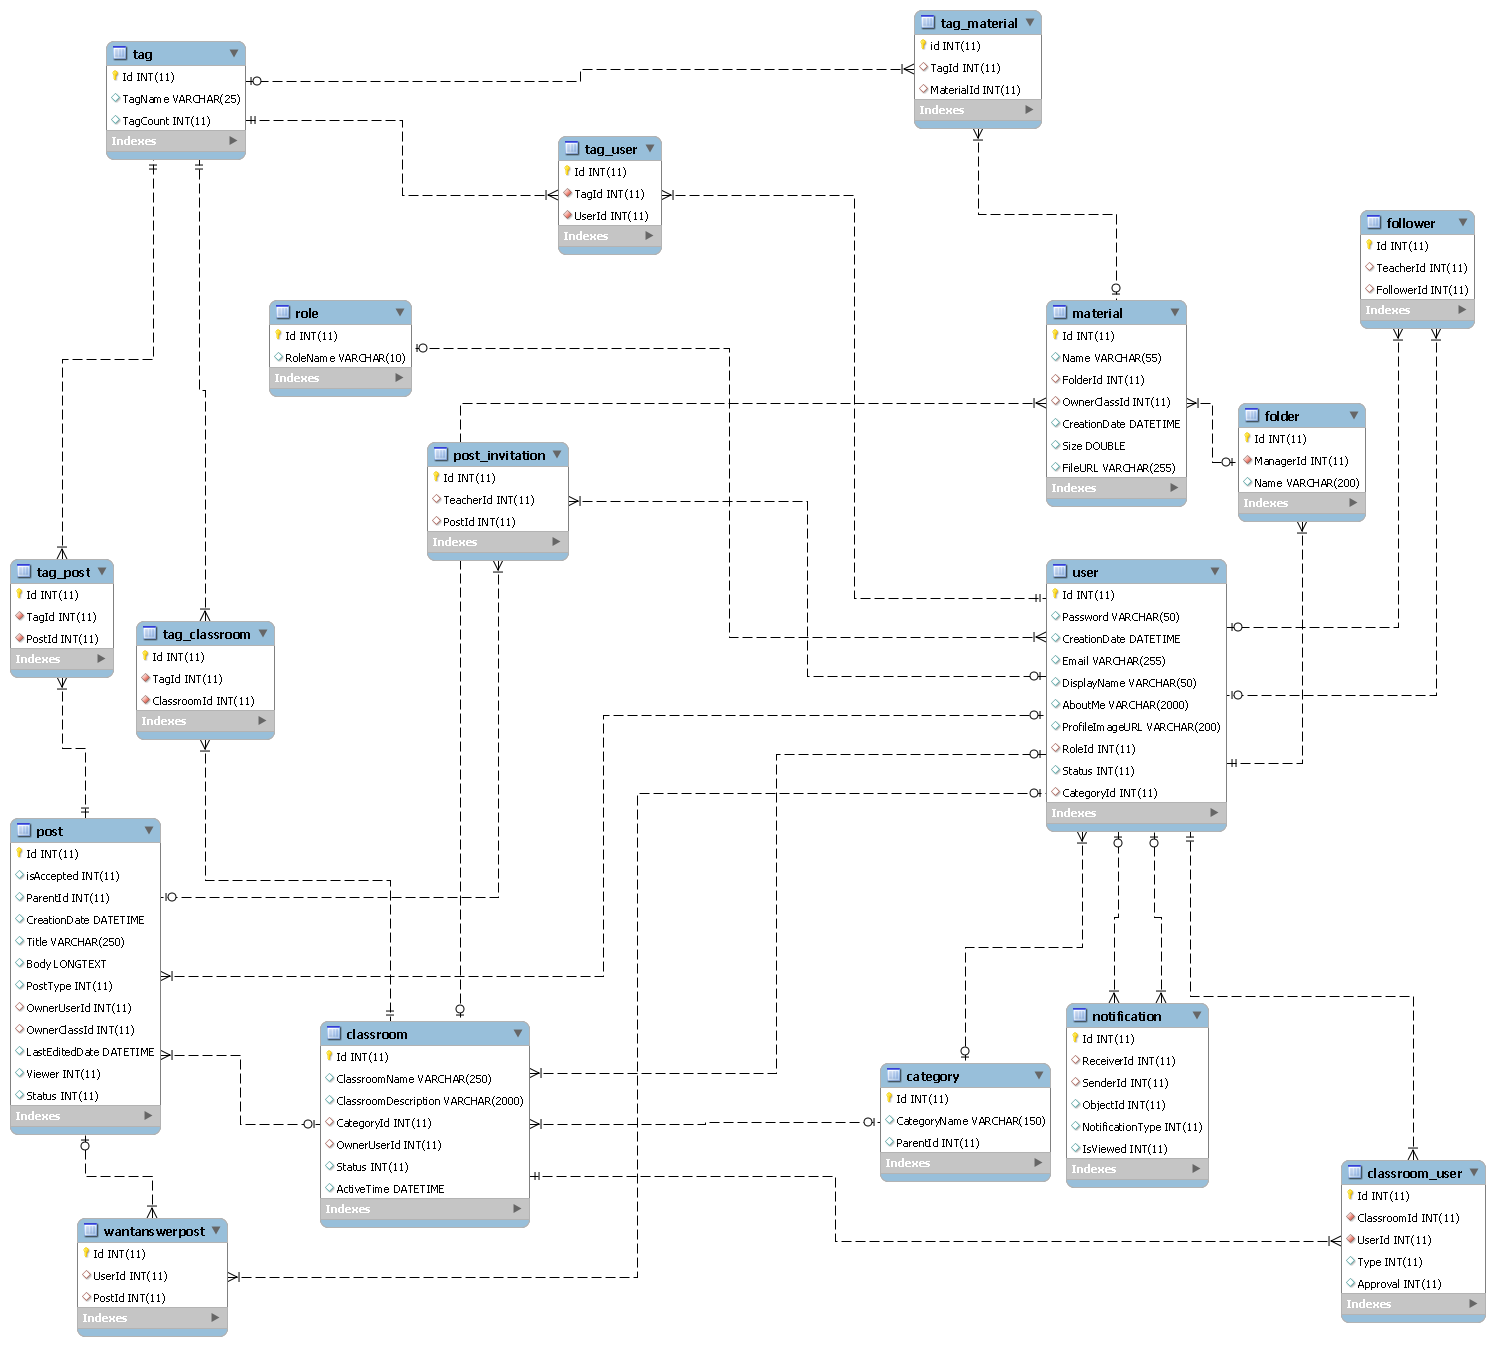 tag
Id INT(11)
TagName VARCHAR(25)
TagCount INT(11)
Indexes
tag_material
id INT(11)
TagId INT(11)
MaterialId INT(11)
Indexes
tag_user
Id INT(11)
TagId INT(11)
UserId INT(11)
Indexes
follower
Id INT(11)
TeacherId INT(11)
FollowerId INT(11)
Indexes
role
Id INT(11)
RoleName VARCHAR(10)
Indexes
material
Id INT(11)
Name VARCHAR(55)
FolderId INT(11)
OwnerClassId INT(11)
CreationDate DATETIME
Size DOUBLE
FileURL VARCHAR(255)
Indexes
folder
Id INT(11)
ManagerId INT(11)
Name VARCHAR(200)
Indexes
post_invitation
Id INT(11)
TeacherId INT(11)
PostId INT(11)
Indexes
tag_post
Id INT(11)
TagId INT(11)
PostId INT(11)
Indexes
tag_classroom
Id INT(11)
TagId INT(11)
ClassroomId INT(11)
Indexes
user
Id INT(11)
Password VARCHAR(50)
CreationDate DATETIME
Email VARCHAR(255)
DisplayName VARCHAR(50)
AboutMe VARCHAR(2000)
ProfileImageURL VARCHAR(200)
RoleId INT(11)
Status INT(11)
CategoryId INT(11)
Indexes
post
Id INT(11)
isAccepted INT(11)
ParentId INT(11)
CreationDate DATETIME
Title VARCHAR(250)
Body LONGTEXT
PostType INT(11)
OwnerUserId INT(11)
OwnerClassId INT(11)
LastEditedDate DATETIME
Viewer INT(11)
Status INT(11)
Indexes
classroom
Id INT(11)
ClassroomName VARCHAR(250)
ClassroomDescription VARCHAR(2000)
CategoryId INT(11)
OwnerUserId INT(11)
Status INT(11)
ActiveTime DATETIME
Indexes
category
Id INT(11)
CategoryName VARCHAR(150)
ParentId INT(11)
Indexes
notification
Id INT(11)
ReceiverId INT(11)
SenderId INT(11)
ObjectId INT(11)
NotificationType INT(11)
IsViewed INT(11)
Indexes
classroom_user
Id INT(11)
ClassroomId INT(11)
UserId INT(11)
Type INT(11)
Approval INT(11)
Indexes
wantanswerpost
Id INT(11)
UserId INT(11)
PostId INT(11)
Indexes